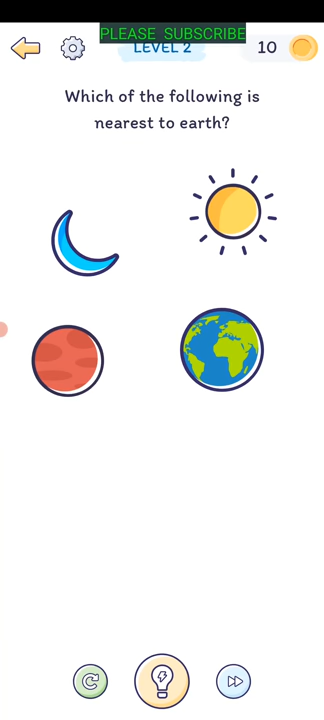 PLEASE SUBSCRIBE
LEVEL 2
10
Which of the following is
nearest to earth?